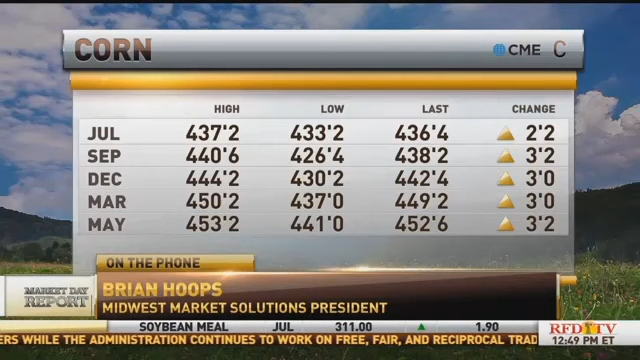 CORN
CME C
HIGH LOW LAST CHANGE
JUL 437'2 433'2 436'4 2'2
SEP 440'6 426'4 438'2 3'2
DEC 444'2 430'2 442'4 3'0
MAR 450'2 437'0 449'2 3'0
MAY 453'2 441'0 452'6 3'2
ON THE PHONE
MARKET DAY
REPORT
BRIAN HOOPS
MIDWEST MARKET SOLUTIONS PRESIDENT
SOYBEAN MEAL JUL 311.00 1.90
RFD TV
ERS WHILE THE ADMINISTRATION CONTINUES TO WORK ON FREE, FAIR, AND RECIPROCAL TRAD
12:49 PM ET